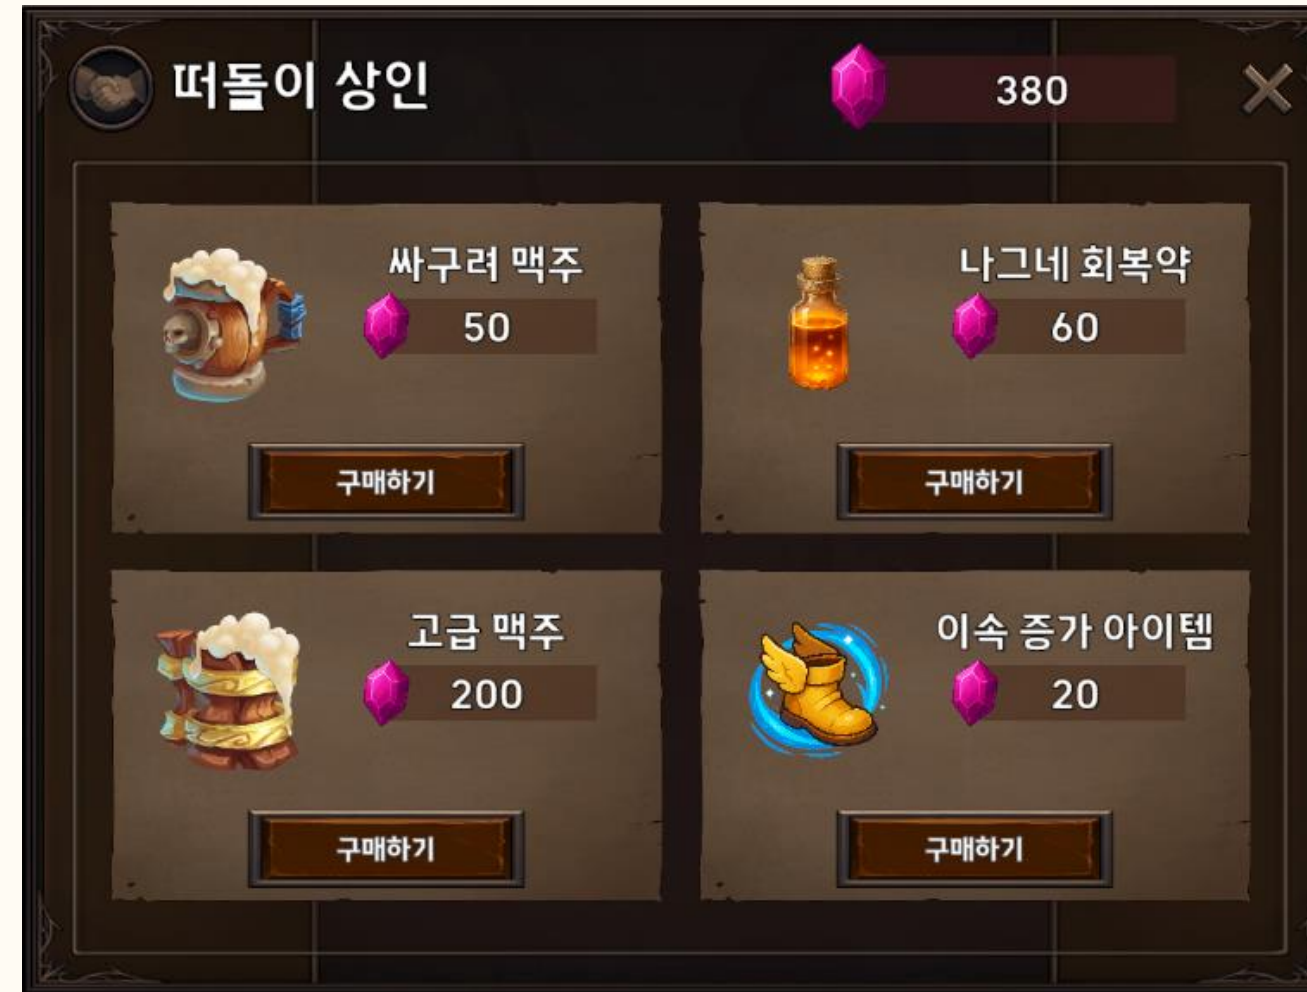 떠돌이 상인
380
싸구려 맥주
50
구매하기
나그네 회복약
60
구매하기
고급 맥주
200
구매하기
이속 증가 아이템
20
구매하기